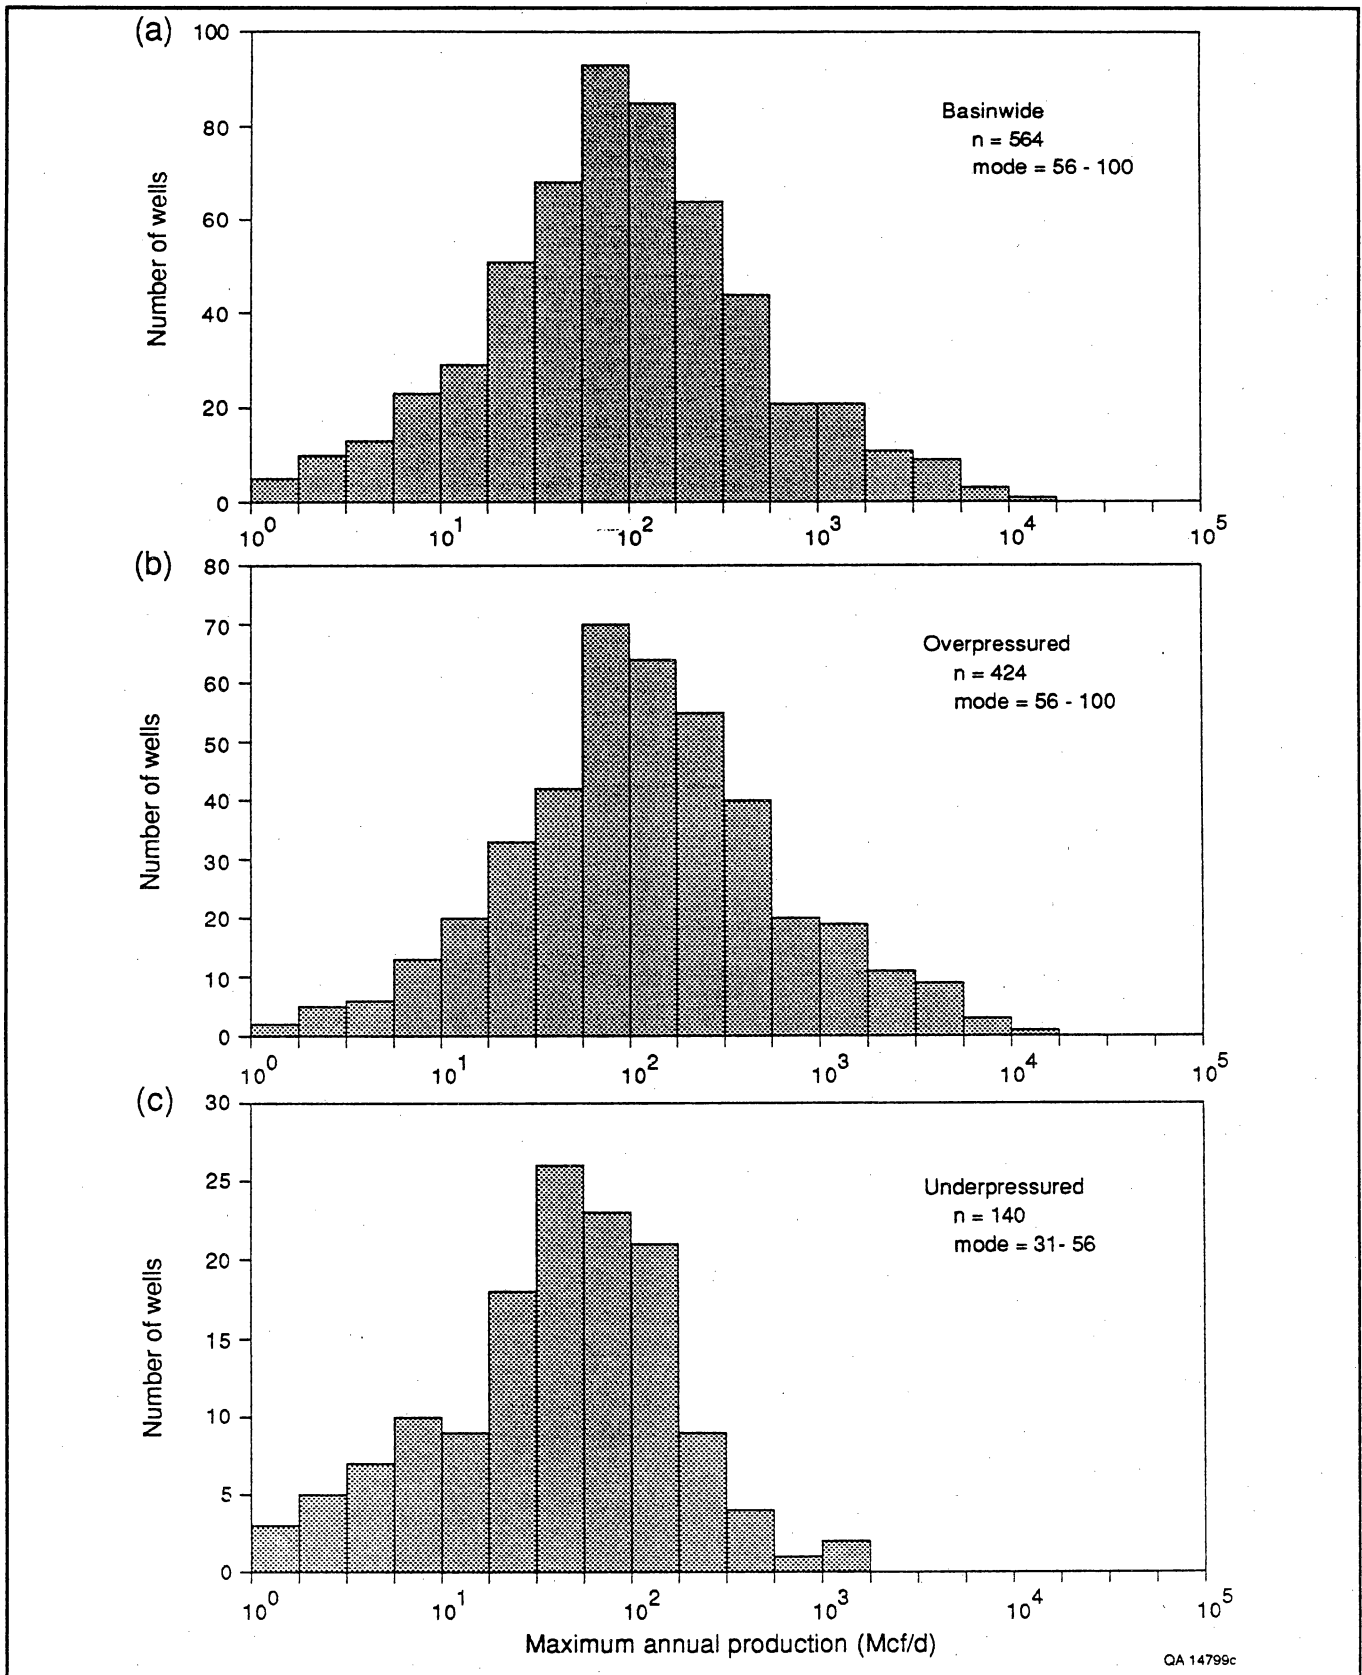 (a)
100
80
60
40
20
0
Number of wells
Basinwide
n = 564
mode = 56 - 100
10^0 10^1 10^2 10^3 10^4 10^5
(b)
80
70
60
50
40
30
20
10
0
Number of wells
Overpressured
n = 424
mode = 56 - 100
10^0 10^1 10^2 10^3 10^4 10^5
(c)
30
25
20
15
10
5
0
Number of wells
Underpressured
n = 140
mode = 31- 56
10^0 10^1 10^2 10^3 10^4 10^5
Maximum annual production (Mcf/d)
QA 14799c